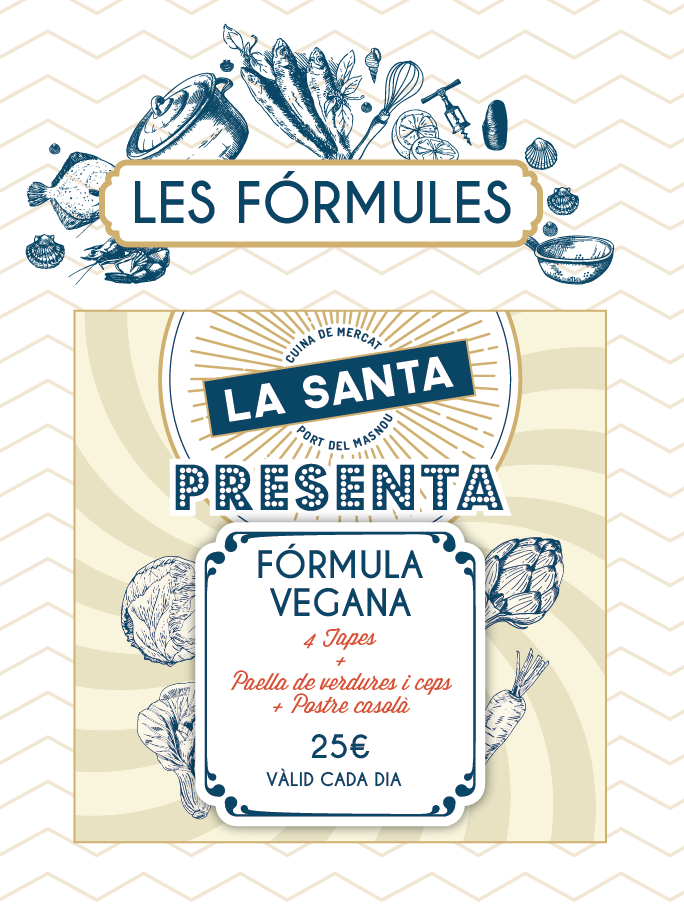 LES FÓRMULES
CUINA DE MERCAT
LA SANTA
PORT DEL MASNOU
PRESENTA
FÓRMULA
VEGANA
4 Tapes
+
Paella de verdures i ceps
+ Postre casolà
25€
VÀLID CADA DIA